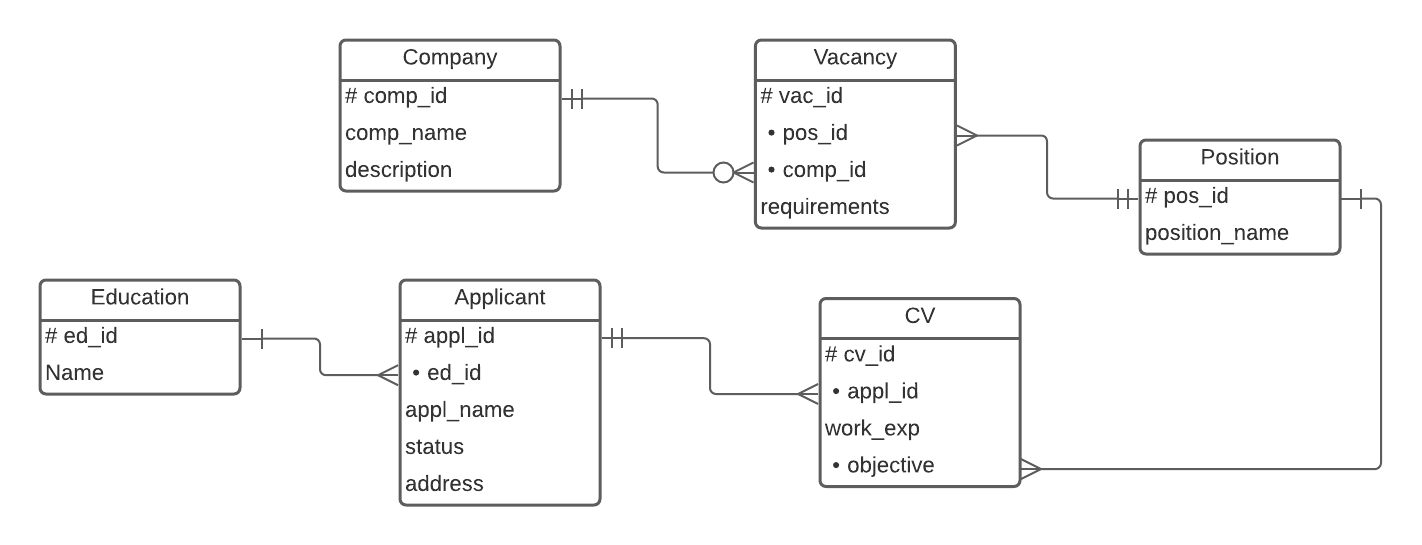 Company
# comp_id
comp_name
description
Vacancy
# vac_id
• pos_id
• comp_id
requirements
Position
# pos_id
position_name
Education
# ed_id
Name
Applicant
# appl_id
• ed_id
appl_name
status
address
CV
# cv_id
• appl_id
work_exp
• objective